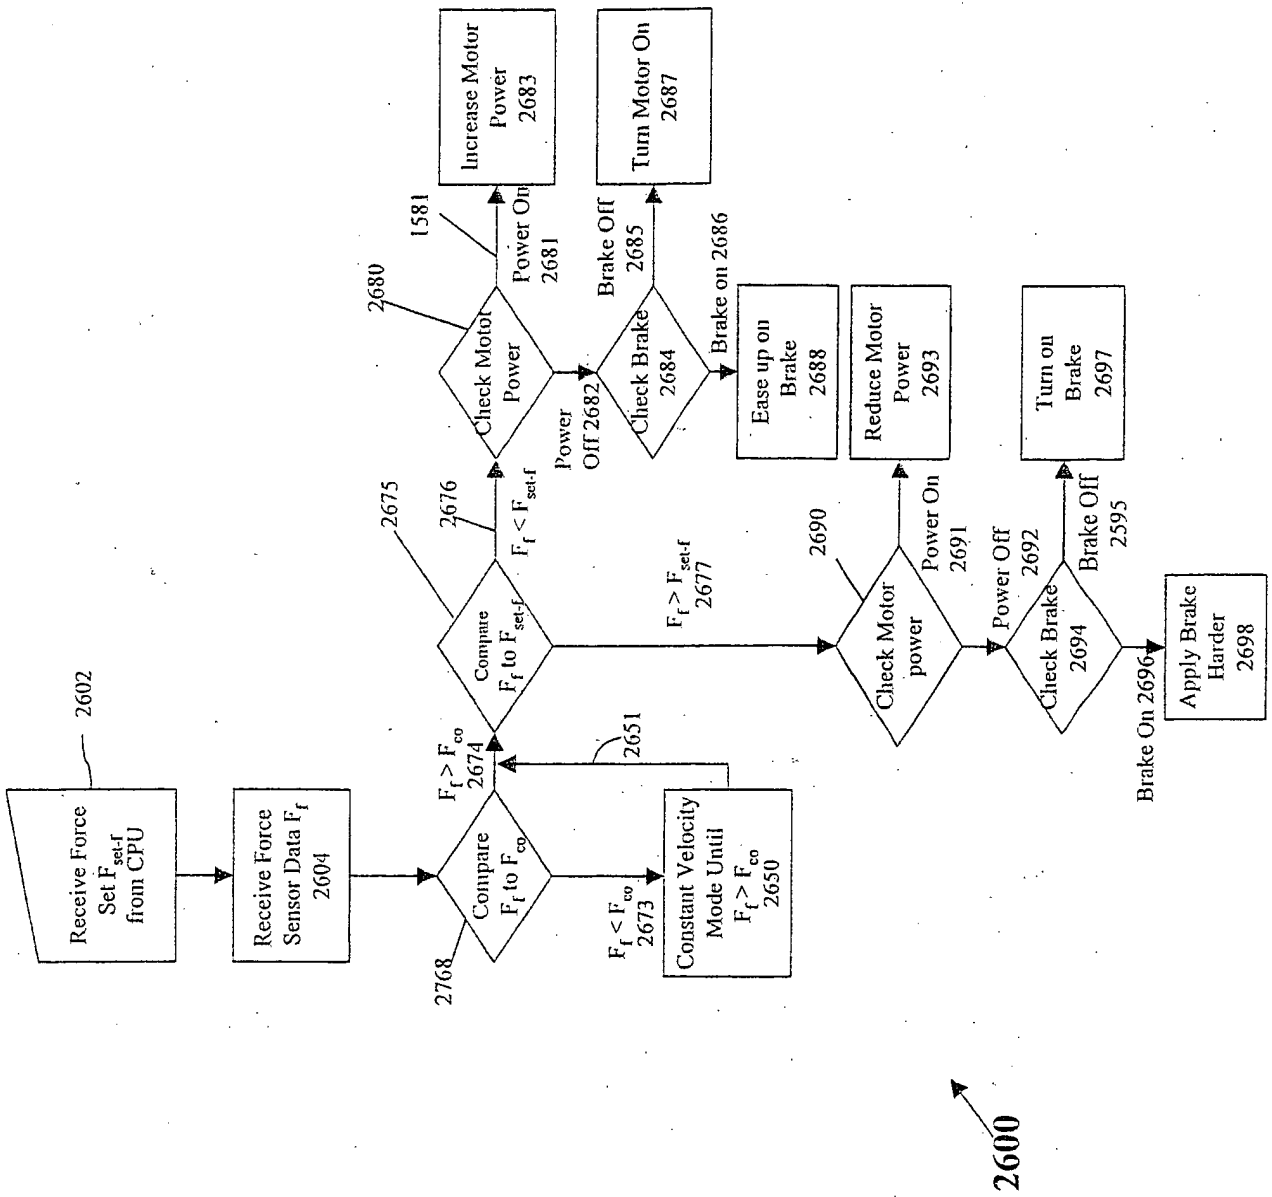 2602
Receive Force
Set F_set-f
from CPU
Receive Force
Sensor Data F_f
2604
2768
Compare
F_f to F_co
F_f > F_co
2674
F_f < F_co
2673
Constant Velocity
Mode Until
F_f > F_co
2650
2651
2675
Compare
F_f to F_set-f
2676
F_f < F_set-f
F_f > F_set-f
2677
2680
Check Motor
Power
1581
Power On
2681
Increase Motor
Power
2683
Power
Off 2682
Check Brake
2684
Brake Off
2685
Turn Motor On
2687
Brake on 2686
Ease up on
Brake
2688
2690
Check Motor
power
Power On
2691
Reduce Motor
Power
2693
Power Off
2692
Check Brake
2694
Brake Off
2595
Turn on
Brake
2697
Brake On 2696
Apply Brake
Harder
2698
2600